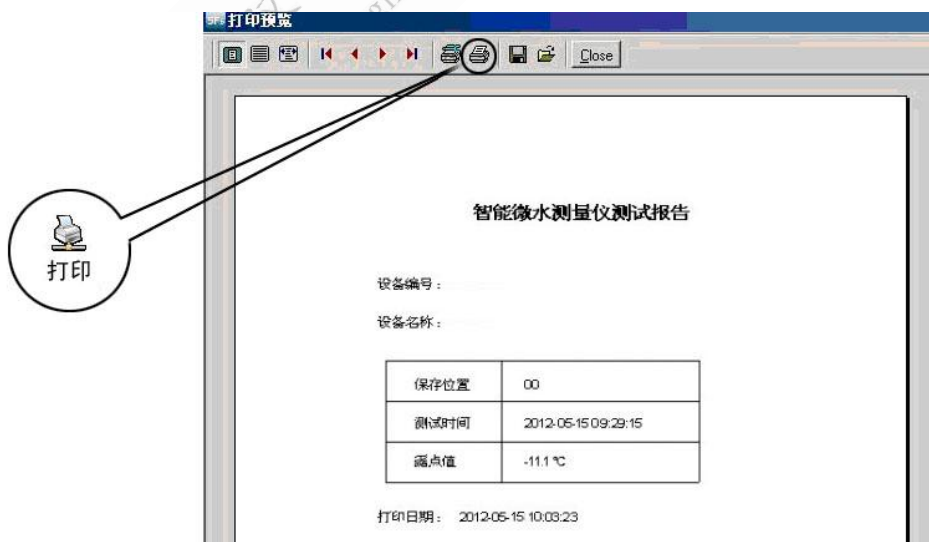 打印预览
Close
打印
智能微水测量仪测试报告
设备编号：
设备名称：
保存位置 00
测试时间 2012-05-15 09:29:15
露点值 -11.1 ℃
打印日期： 2012-05-15 10:03:23